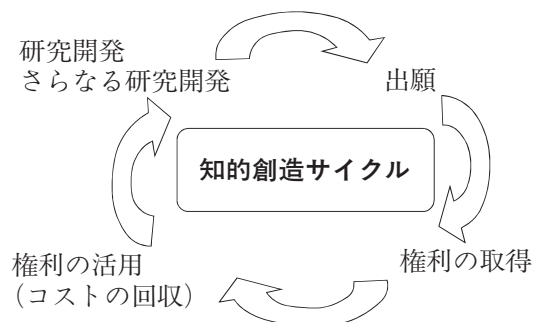 研究開発
さらなる研究開発
出願
知的創造サイクル
権利の取得
権利の活用
（コストの回収）